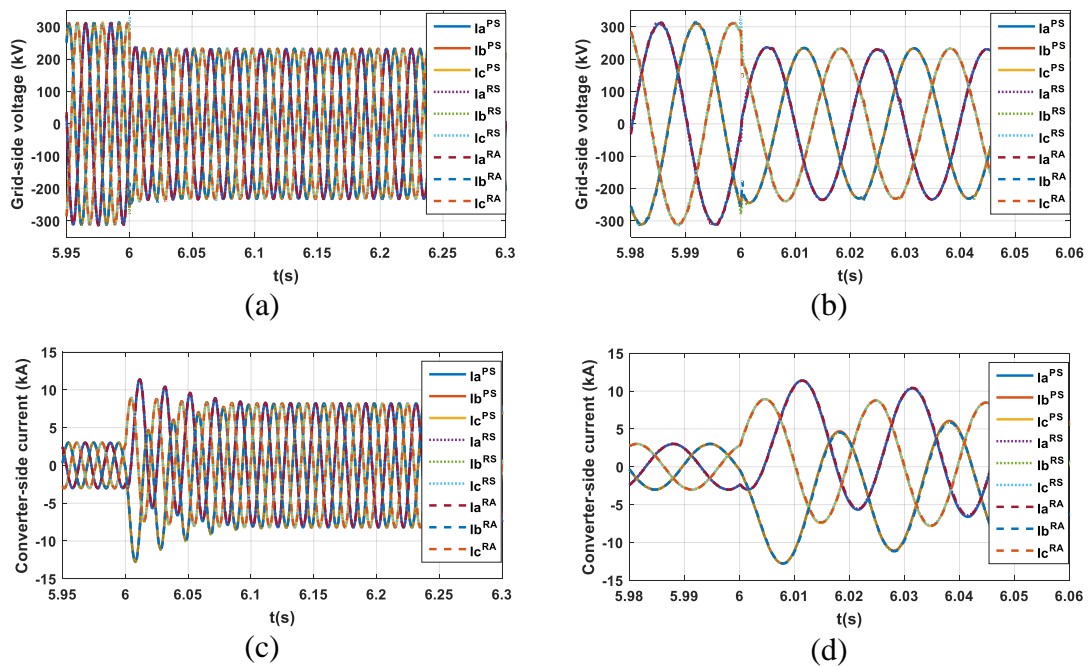 Grid-side voltage (kV)
300
200
100
0
-100
-200
-300
5.95 6 6.05 6.1 6.15 6.2 6.25 6.3
t(s)
Ia^PS
Ib^PS
Ic^PS
Ia^RS
Ib^RS
Ic^RS
Ia^RA
Ib^RA
Ic^RA
(a)
Grid-side voltage (kV)
300
200
100
0
-100
-200
-300
5.98 5.99 6 6.01 6.02 6.03 6.04 6.05 6.06
t(s)
Ia^PS
Ib^PS
Ic^PS
Ia^RS
Ib^RS
Ic^RS
Ia^RA
Ib^RA
Ic^RA
(b)
Converter-side current (kA)
15
10
5
0
-5
-10
-15
5.95 6 6.05 6.1 6.15 6.2 6.25 6.3
t(s)
Ia^PS
Ib^PS
Ic^PS
Ia^RS
Ib^RS
Ic^RS
Ia^RA
Ib^RA
Ic^RA
(c)
Converter-side current (kA)
15
10
5
0
-5
-10
-15
5.98 5.99 6 6.01 6.02 6.03 6.04 6.05 6.06
t(s)
Ia^PS
Ib^PS
Ic^PS
Ia^RS
Ib^RS
Ic^RS
Ia^RA
Ib^RA
Ic^RA
(d)